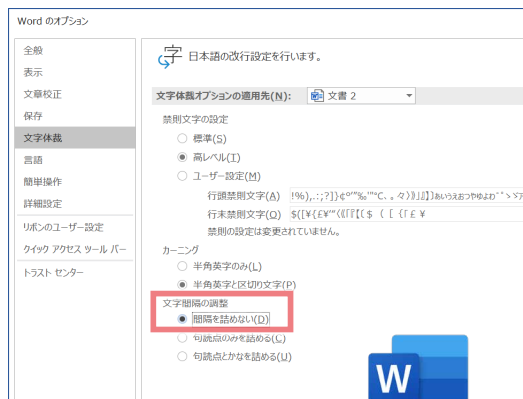 Word のオプション
全般
表示
文章校正
保存
文字体裁
言語
簡単操作
詳細設定
リボンのユーザー設定
クイック アクセス ツール バー
トラスト センター
字 日本語の改行設定を行います。
文字体裁オプションの適用先(N): 文書 2
禁則文字の設定
標準(S)
高レベル(T)
ユーザー設定(M)
行頭禁則文字(A)
行末禁則文字(O)
禁則の設定は変更されていません。
カーニング
半角英字のみ(L)
半角英字と区切り文字(P)
文字間隔の調整
間隔を詰めない(D)
句読点のみを詰める(C)
句読点とかなを詰める(U)
W